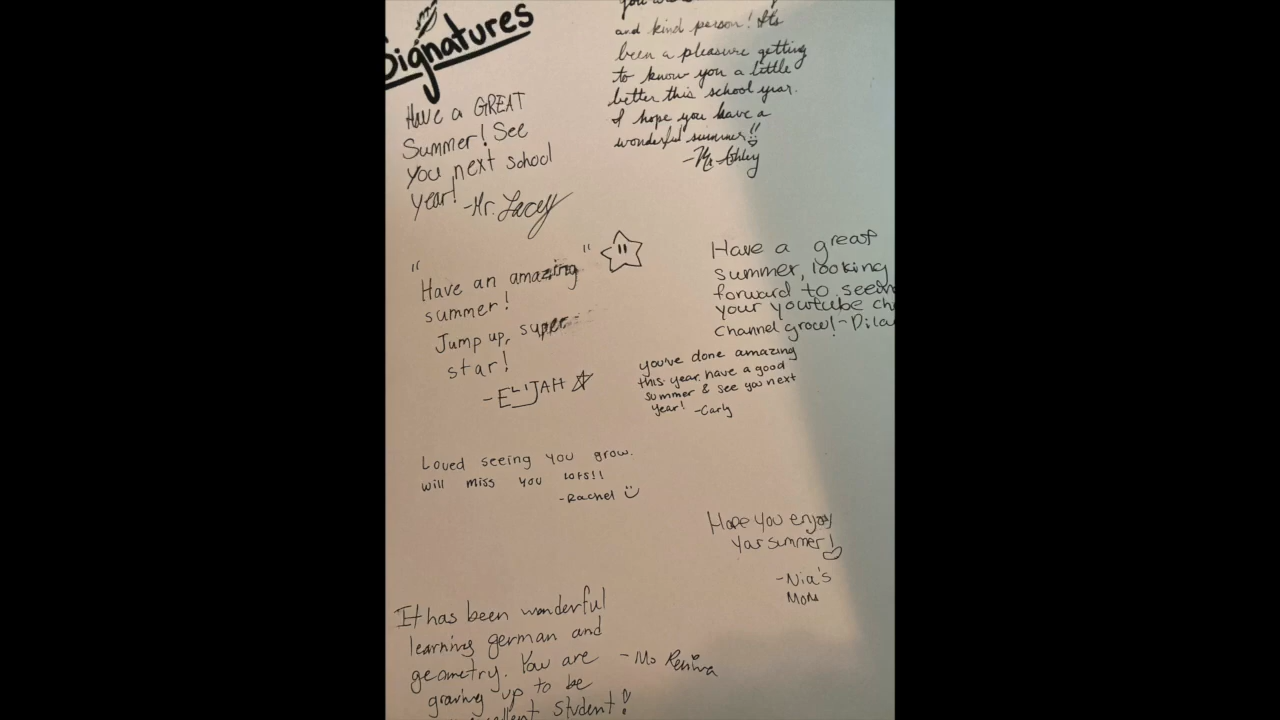 Signatures
Have a GREAT
Summer! See
you next school
year!
-Mr. Lacey
and kind person! Its
been a pleasure getting
to know you a little
better this school year.
I hope you have a
wonderful summer!!
-Ms Ashley
"Have an amazing"
summer!
Jump up, super
star!
-ELIJAH
Have a great
summer, looking
forward to seein
your youtube ch
channel grow! -Dila
you've done amazing
this year. have a good
summer & see you next
year! -Carly
Loved seeing you grow.
will miss you lots!!
-Rachel
Hope you enjoy
your summer!
-Nia's
Mom
It has been wonderful
learning german and
geometry. You are
growing up to be
student!
-Ms